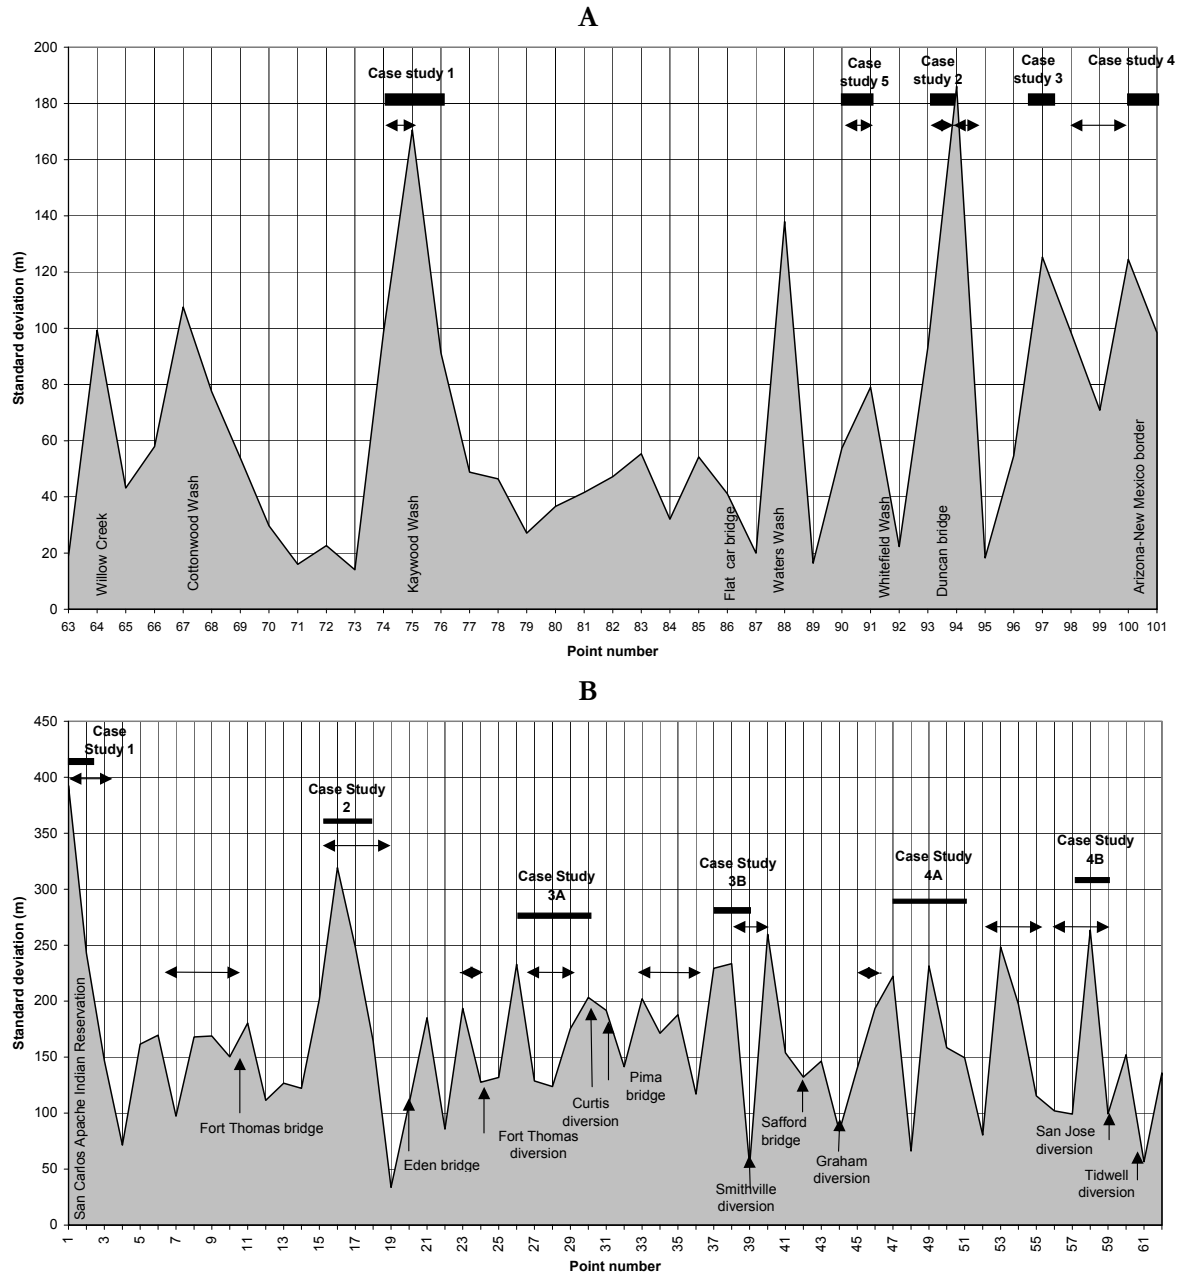 A
200
180
160
140
120
100
80
60
40
20
0
Standard deviation (m)
Case study 1
Case
study 5
Case
study 2
Case
study 3
Case study 4
Willow Creek
Cottonwood Wash
Kaywood Wash
Flat car bridge
Waters Wash
Whitefield Wash
Duncan bridge
Arizona-New Mexico border
63 64 65 66 67 68 69 70 71 72 73 74 75 76 77 78 79 80 81 82 83 84 85 86 87 88 89 90 91 92 93 94 95 96 97 98 99 100 101
Point number
B
450
400
350
300
250
200
150
100
50
0
Standard deviation (m)
Case
Study 1
Case Study
2
Case Study
3A
Case Study
3B
Case Study
4A
Case Study
4B
San Carlos Apache Indian Reservation
Fort Thomas bridge
Eden bridge
Fort Thomas
diversion
Curtis
diversion
Pima
bridge
Smithville
diversion
Safford
bridge
Graham
diversion
San Jose
diversion
Tidwell
diversion
1 3 5 7 9 11 13 15 17 19 21 23 25 27 29 31 33 35 37 39 41 43 45 47 49 51 53 55 57 59 61
Point number